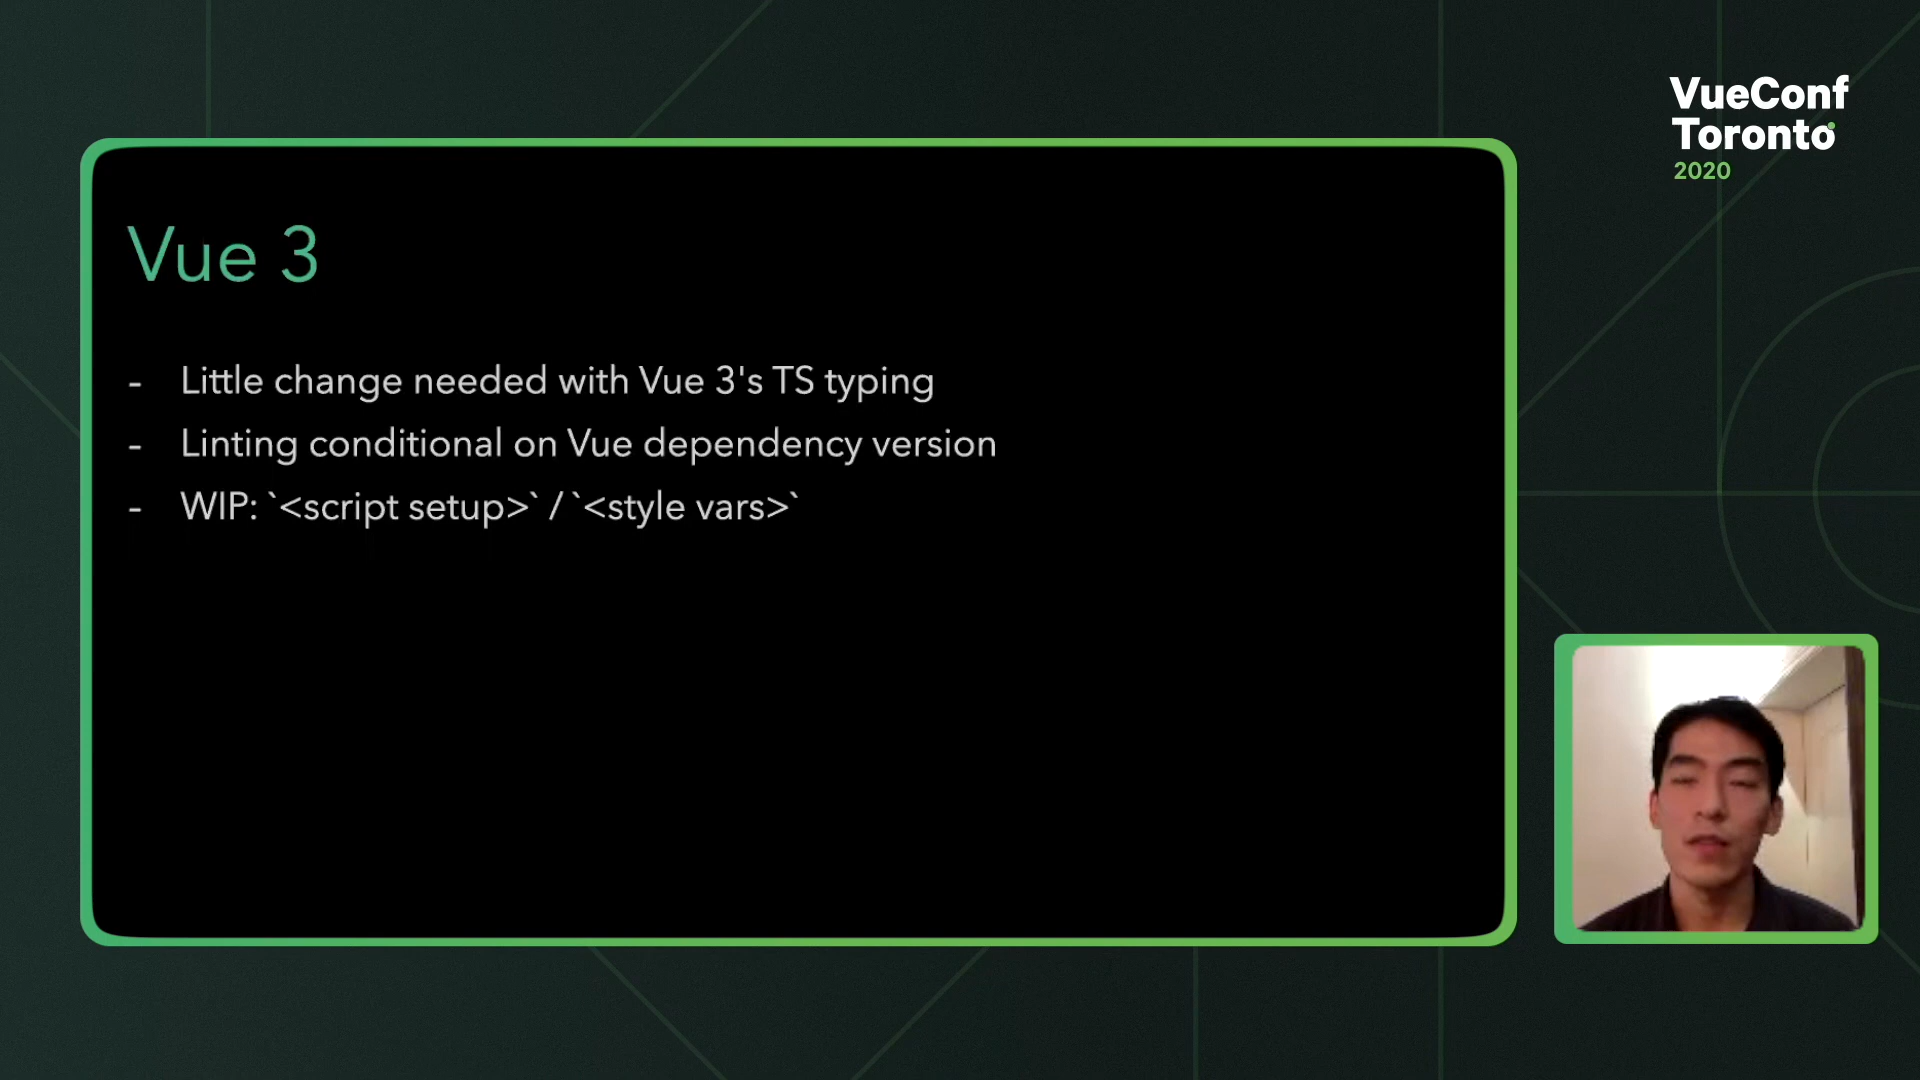 VueConf
Toronto
2020
Vue 3
- Little change needed with Vue 3's TS typing
- Linting conditional on Vue dependency version
- WIP: `<script setup>` / `<style vars>`